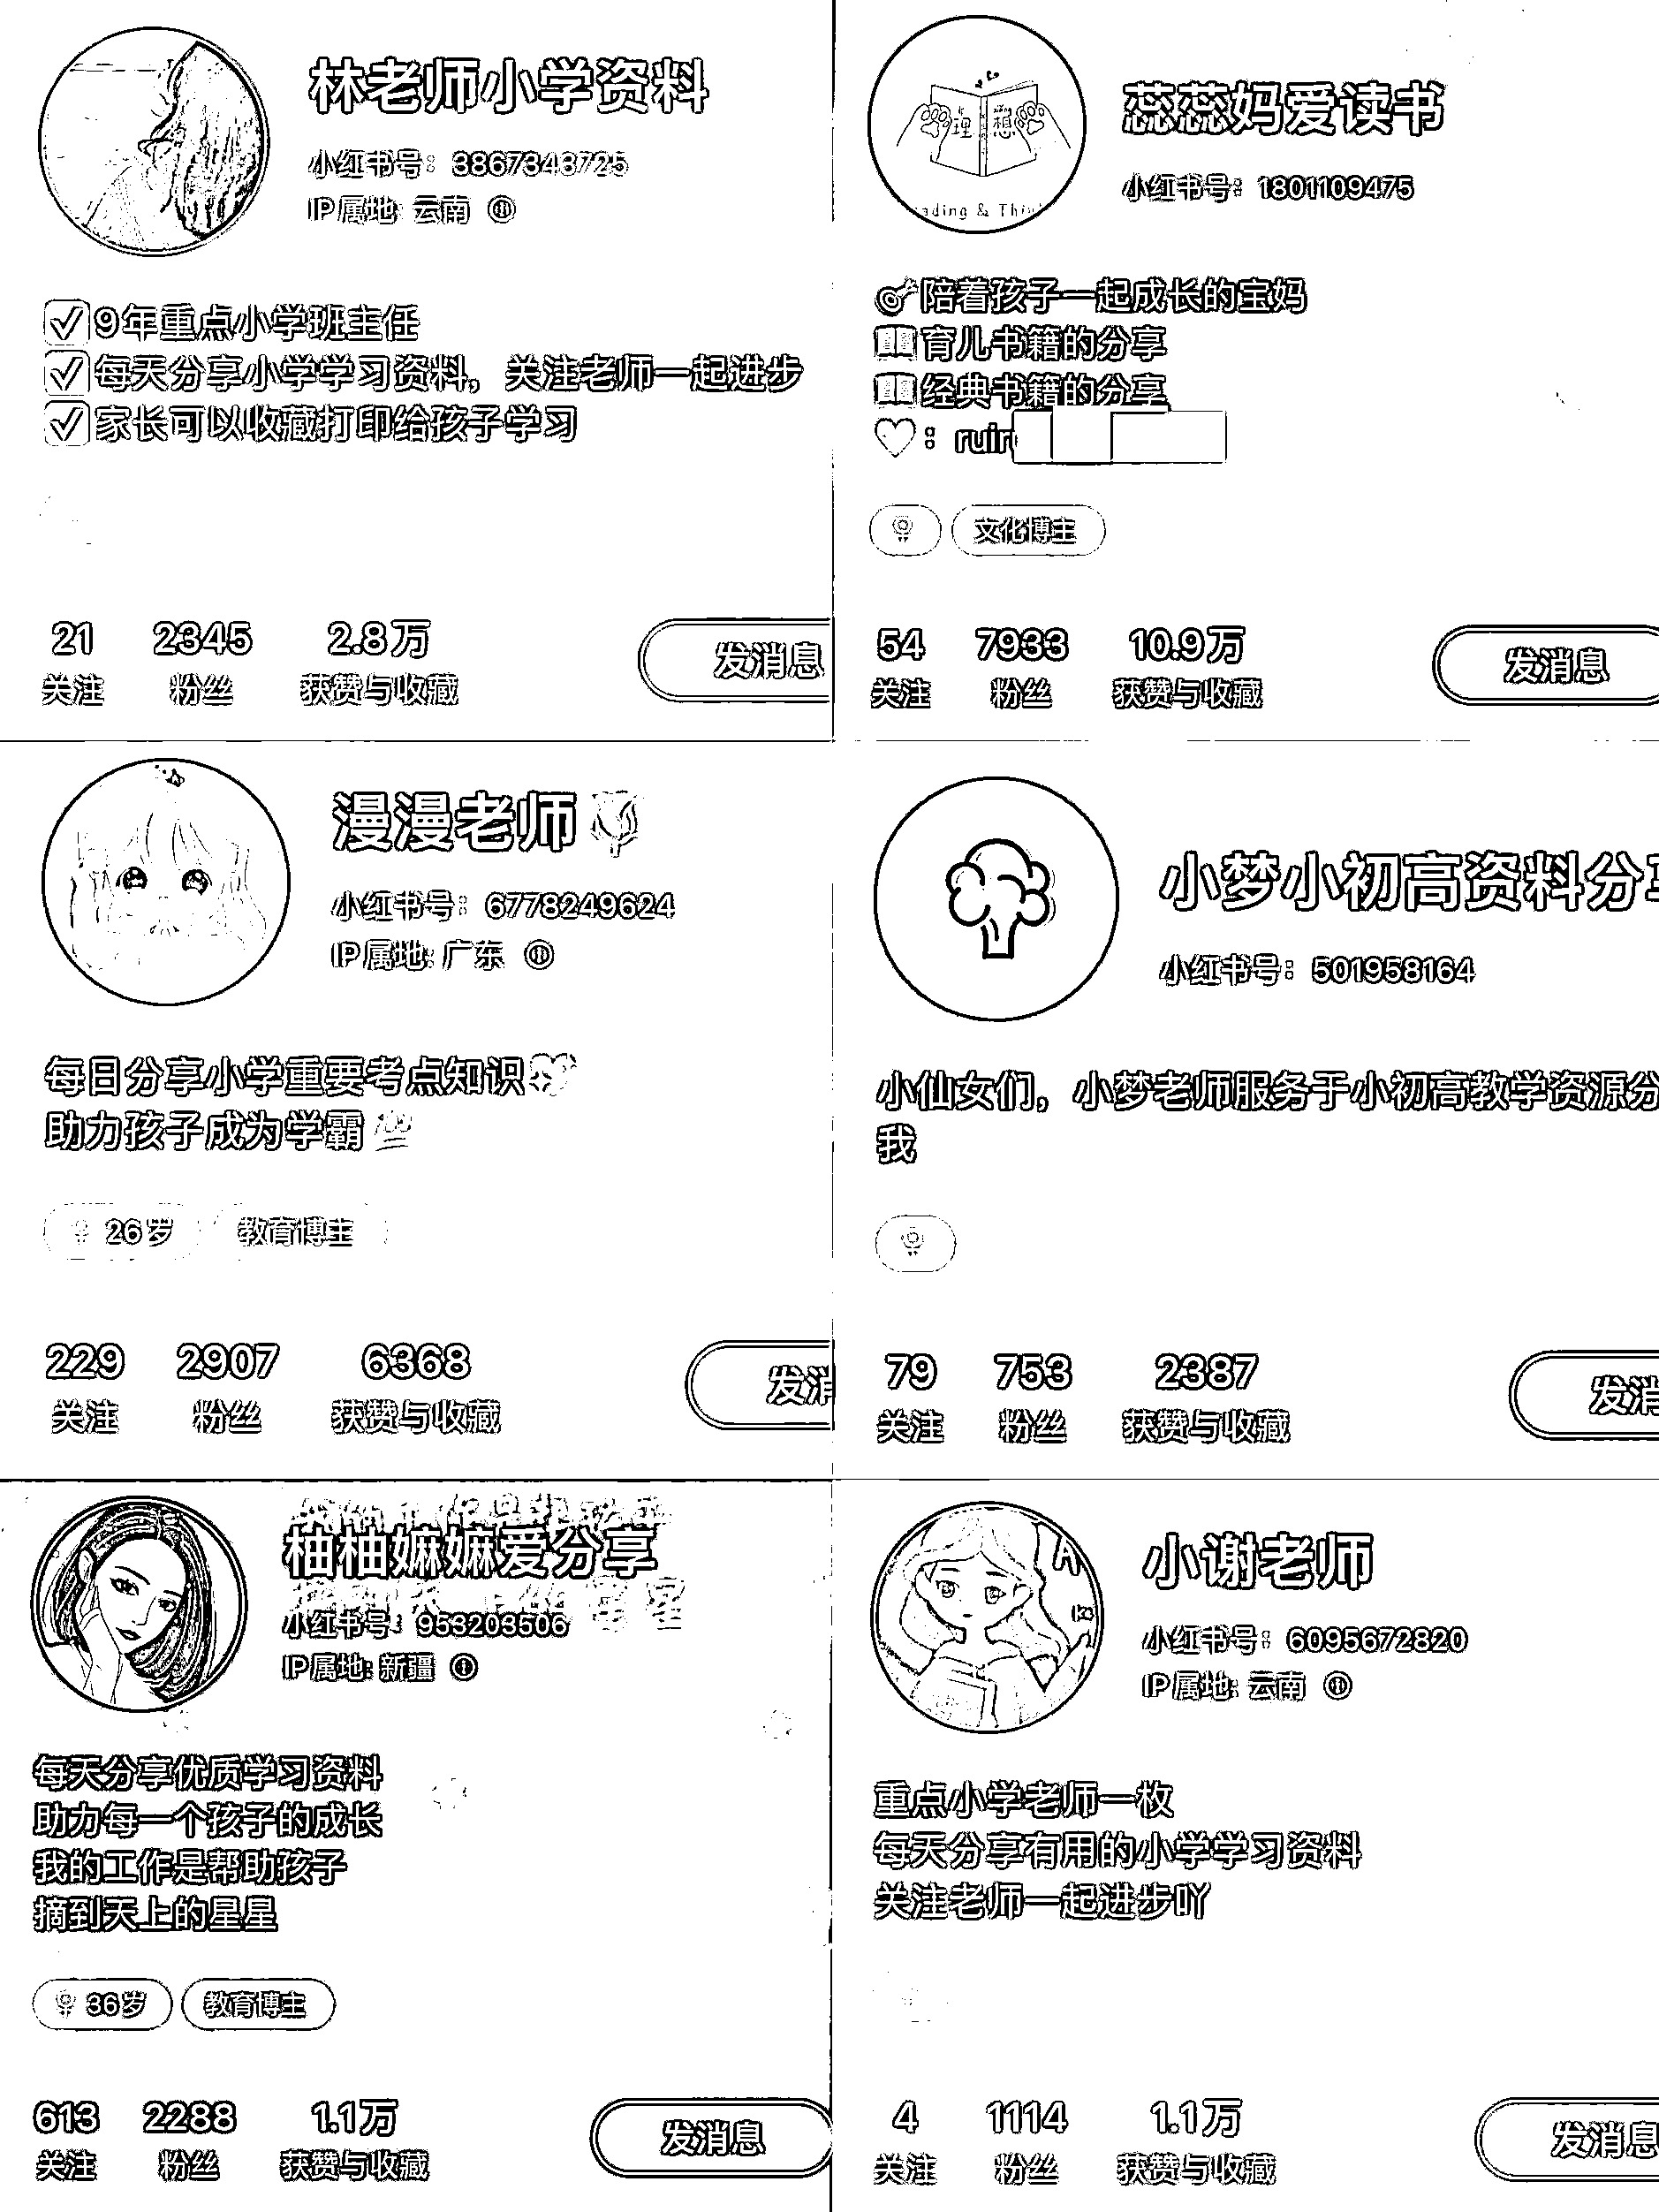 林老师小学资料
小红书号：3867343725
IP属地：云南
9年重点小学班主任
每天分享小学学习资料，关注老师一起进步
家长可以收藏打印给孩子学习
21 2345 2.8万
关注 粉丝 获赞与收藏
发消息
理想
ading & Thin
蕊蕊妈爱读书
小红书号：1801109475
陪着孩子一起成长的宝妈
育儿书籍的分享
经典书籍的分享
：ruir
文化博主
54 7933 10.9万
关注 粉丝 获赞与收藏
发消息
漫漫老师
小红书号：6778249624
IP属地：广东
每日分享小学重要考点知识
助力孩子成为学霸
26岁 教育博主
229 2907 6368
关注 粉丝 获赞与收藏
发消
小梦小初高资料分享
小红书号：501958164
小仙女们，小梦老师服务于小初高教学资源分
我
79 753 2387
关注 粉丝 获赞与收藏
发消
柚柚嫲嫲爱分享
小红书号：953203506
IP属地：新疆
每天分享优质学习资料
助力每一个孩子的成长
我的工作是帮助孩子
摘到天上的星星
36岁 教育博主
613 2288 1.1万
关注 粉丝 获赞与收藏
发消息
小谢老师
小红书号：6095672820
IP属地：云南
重点小学老师一枚
每天分享有用的小学学习资料
关注老师一起进步吖
4 1114 1.1万
关注 粉丝 获赞与收藏
发消息